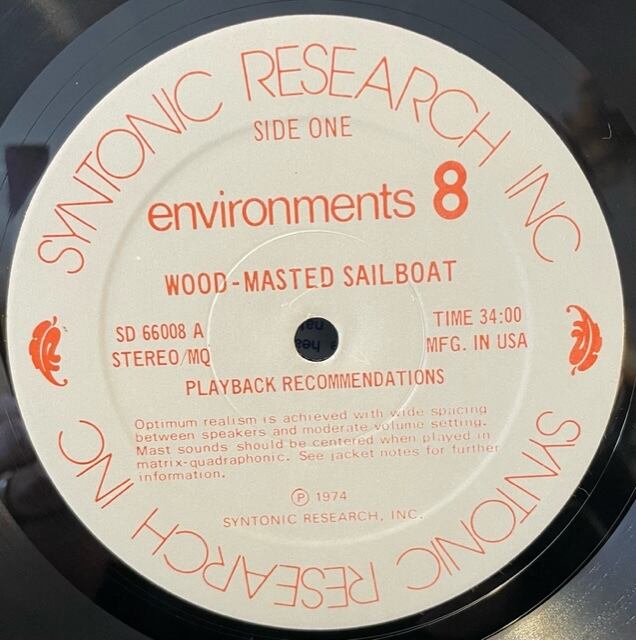 SYNTONIC RESEARCH INC
SIDE ONE
environments 8
WOOD-MASTED SAILBOAT
SD 66008 A
STEREO/MQ
TIME 34:00
MFG. IN USA
PLAYBACK RECOMMENDATIONS
Optimum realism is achieved with wide spacing
between speakers and moderate volume setting.
Mast sounds should be centered when played in
matrix-quadraphonic. See jacket notes for further
information.
Ⓟ 1974
SYNTONIC RESEARCH, INC.
SYNTONIC RESEARCH INC